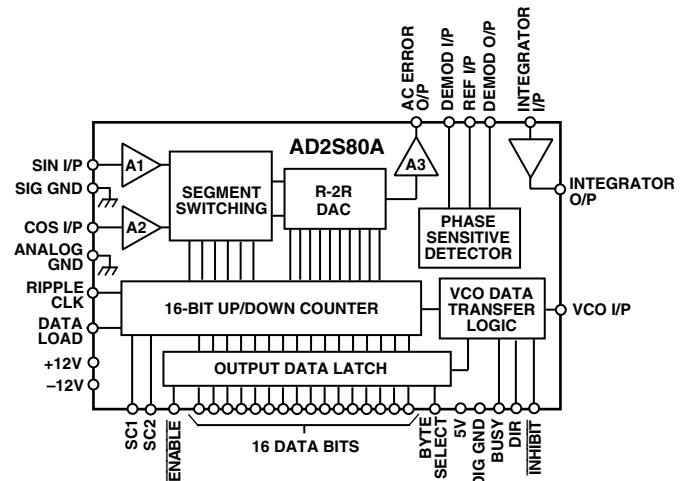 AC ERROR
O/P
DEMOD I/P
REF I/P
DEMOD O/P
INTEGRATOR
I/P
AD2S80A
SIN I/P
A1
SIG GND
SEGMENT
SWITCHING
R-2R
DAC
A3
INTEGRATOR
O/P
COS I/P
A2
PHASE
SENSITIVE
DETECTOR
ANALOG
GND
RIPPLE
CLK
16-BIT UP/DOWN COUNTER
VCO DATA
TRANSFER
LOGIC
VCO I/P
DATA
LOAD
+12V
–12V
OUTPUT DATA LATCH
SC1
SC2
ENABLE
16 DATA BITS
BYTE
SELECT
5V
DIG GND
BUSY
DIR
INHIBIT